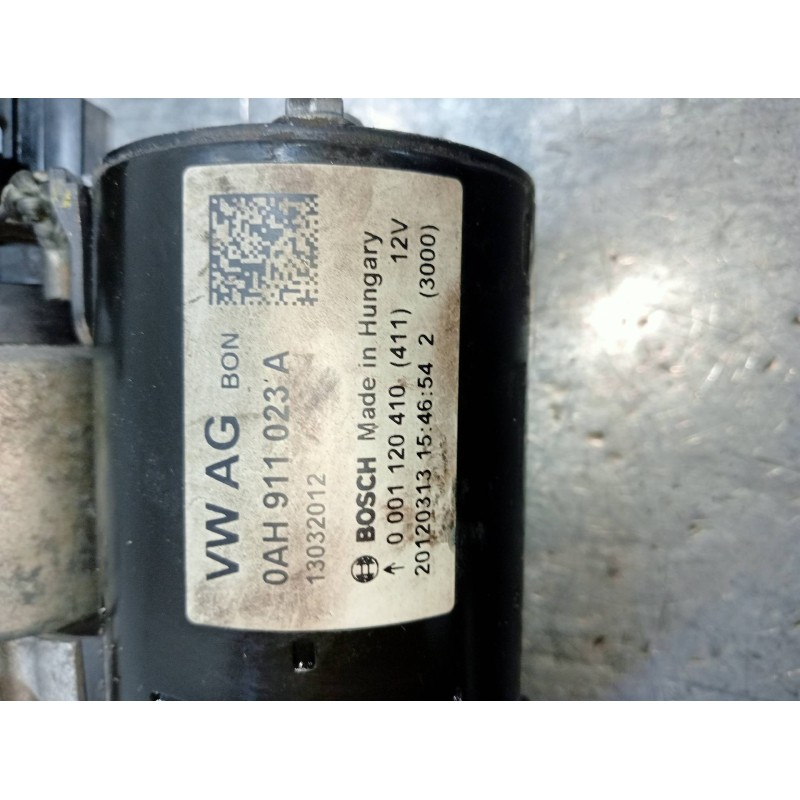 VW AG BON
0AH 911 023 A
13032012
BOSCH Made in Hungary
↑ 0 001 120 410 (411) 12V
20120313 15:46:54 2 (3000)